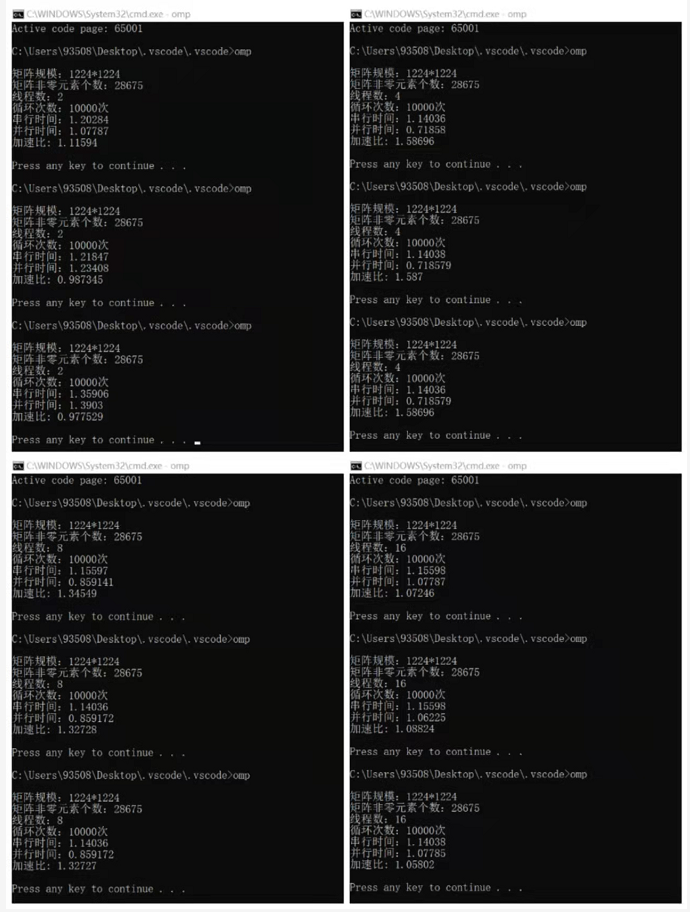 C:\WINDOWS\System32\cmd.exe - omp
Active code page: 65001
C:\Users\93508\Desktop\.vscode\.vscode>omp
矩阵规模：1224*1224
矩阵非零元素个数：28675
线程数：2
循环次数：10000次
串行时间：1.20284
并行时间：1.07787
加速比：1.11594
Press any key to continue . . .
C:\Users\93508\Desktop\.vscode\.vscode>omp
矩阵规模：1224*1224
矩阵非零元素个数：28675
线程数：2
循环次数：10000次
串行时间：1.21847
并行时间：1.23408
加速比：0.987345
Press any key to continue . . .
C:\Users\93508\Desktop\.vscode\.vscode>omp
矩阵规模：1224*1224
矩阵非零元素个数：28675
线程数：2
循环次数：10000次
串行时间：1.35906
并行时间：1.3903
加速比：0.977529
Press any key to continue . . .
C:\WINDOWS\System32\cmd.exe - omp
Active code page: 65001
C:\Users\93508\Desktop\.vscode\.vscode>omp
矩阵规模：1224*1224
矩阵非零元素个数：28675
线程数：4
循环次数：10000次
串行时间：1.14036
并行时间：0.71858
加速比：1.58696
Press any key to continue . . .
C:\Users\93508\Desktop\.vscode\.vscode>omp
矩阵规模：1224*1224
矩阵非零元素个数：28675
线程数：4
循环次数：10000次
串行时间：1.14038
并行时间：0.718579
加速比：1.587
Press any key to continue . . .
C:\Users\93508\Desktop\.vscode\.vscode>omp
矩阵规模：1224*1224
矩阵非零元素个数：28675
线程数：4
循环次数：10000次
串行时间：1.14036
并行时间：0.718579
加速比：1.58696
Press any key to continue . . .
C:\WINDOWS\System32\cmd.exe - omp
Active code page: 65001
C:\Users\93508\Desktop\.vscode\.vscode>omp
矩阵规模：1224*1224
矩阵非零元素个数：28675
线程数：8
循环次数：10000次
串行时间：1.15597
并行时间：0.859141
加速比：1.34549
Press any key to continue . . .
C:\Users\93508\Desktop\.vscode\.vscode>omp
矩阵规模：1224*1224
矩阵非零元素个数：28675
线程数：8
循环次数：10000次
串行时间：1.14036
并行时间：0.859172
加速比：1.32728
Press any key to continue . . .
C:\Users\93508\Desktop\.vscode\.vscode>omp
矩阵规模：1224*1224
矩阵非零元素个数：28675
线程数：8
循环次数：10000次
串行时间：1.14036
并行时间：0.859172
加速比：1.32727
Press any key to continue . . .
C:\WINDOWS\System32\cmd.exe - omp
Active code page: 65001
C:\Users\93508\Desktop\.vscode\.vscode>omp
矩阵规模：1224*1224
矩阵非零元素个数：28675
线程数：16
循环次数：10000次
串行时间：1.15598
并行时间：1.07787
加速比：1.07246
Press any key to continue . . .
C:\Users\93508\Desktop\.vscode\.vscode>omp
矩阵规模：1224*1224
矩阵非零元素个数：28675
线程数：16
循环次数：10000次
串行时间：1.15598
并行时间：1.06225
加速比：1.08824
Press any key to continue . . .
C:\Users\93508\Desktop\.vscode\.vscode>omp
矩阵规模：1224*1224
矩阵非零元素个数：28675
线程数：16
循环次数：10000次
串行时间：1.14038
并行时间：1.07785
加速比：1.05802
Press any key to continue . . .